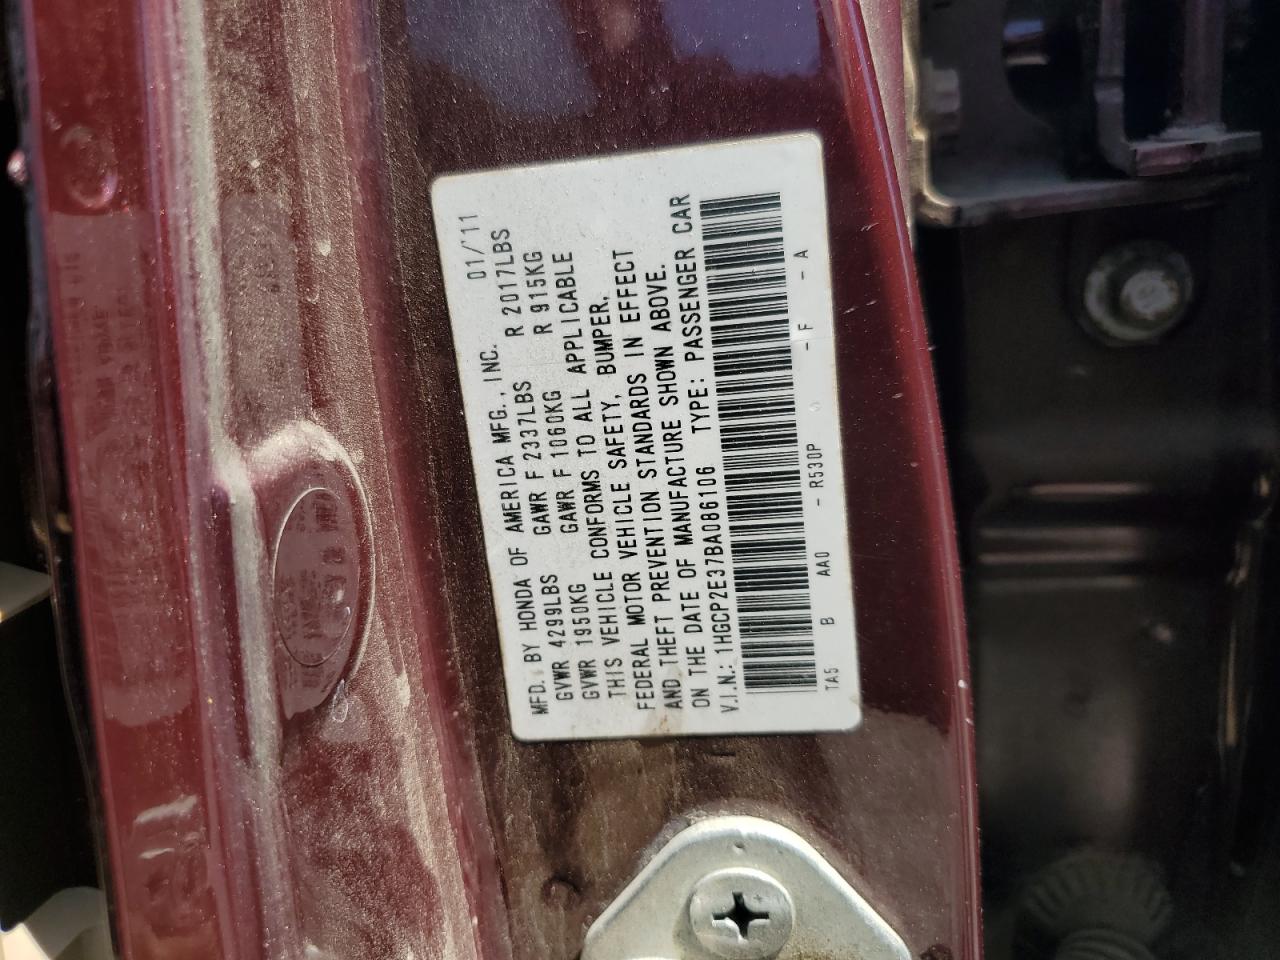 MFD. BY HONDA OF AMERICA MFG., INC. 01/11
GVWR 4299LBS GAWR F 2337LBS R 2017LBS
GVWR 1950KG GAWR F 1060KG R 915KG
THIS VEHICLE CONFORMS TO ALL APPLICABLE
FEDERAL MOTOR VEHICLE SAFETY, BUMPER,
AND THEFT PREVENTION STANDARDS IN EFFECT
ON THE DATE OF MANUFACTURE SHOWN ABOVE.
V.I.N.: 1HGCP2E37BA086106 TYPE: PASSENGER CAR
TA5 B AA0 - R530P - F - A